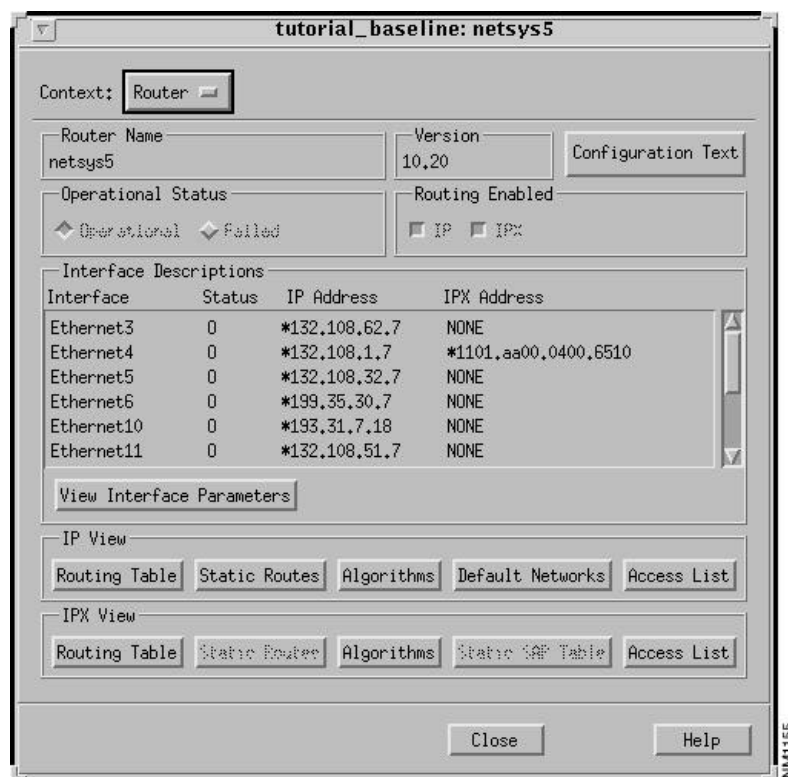 tutorial_baseline: netsys5
Context: Router
Router Name
netsys5
Version
10.20
Configuration Text
Operational Status
Operational Failed
Routing Enabled
IP IPX
Interface Descriptions
Interface Status IP Address IPX Address
Ethernet3 0 *132.108.62.7 NONE
Ethernet4 0 *132.108.1.7 *1101.aa00.0400.6510
Ethernet5 0 *132.108.32.7 NONE
Ethernet6 0 *199.35.30.7 NONE
Ethernet10 0 *193.31.7.18 NONE
Ethernet11 0 *132.108.51.7 NONE
View Interface Parameters
IP View
Routing Table Static Routes Algorithms Default Networks Access List
IPX View
Routing Table Static Routes Algorithms Static SAP Table Access List
Close Help
NM1155